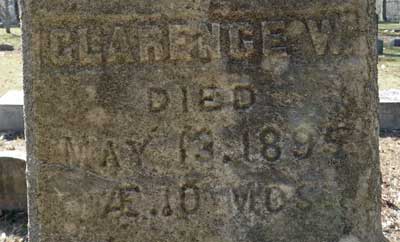 CLARENCE W.
DIED
MAY 13, 1895
Æ. 10 MOS